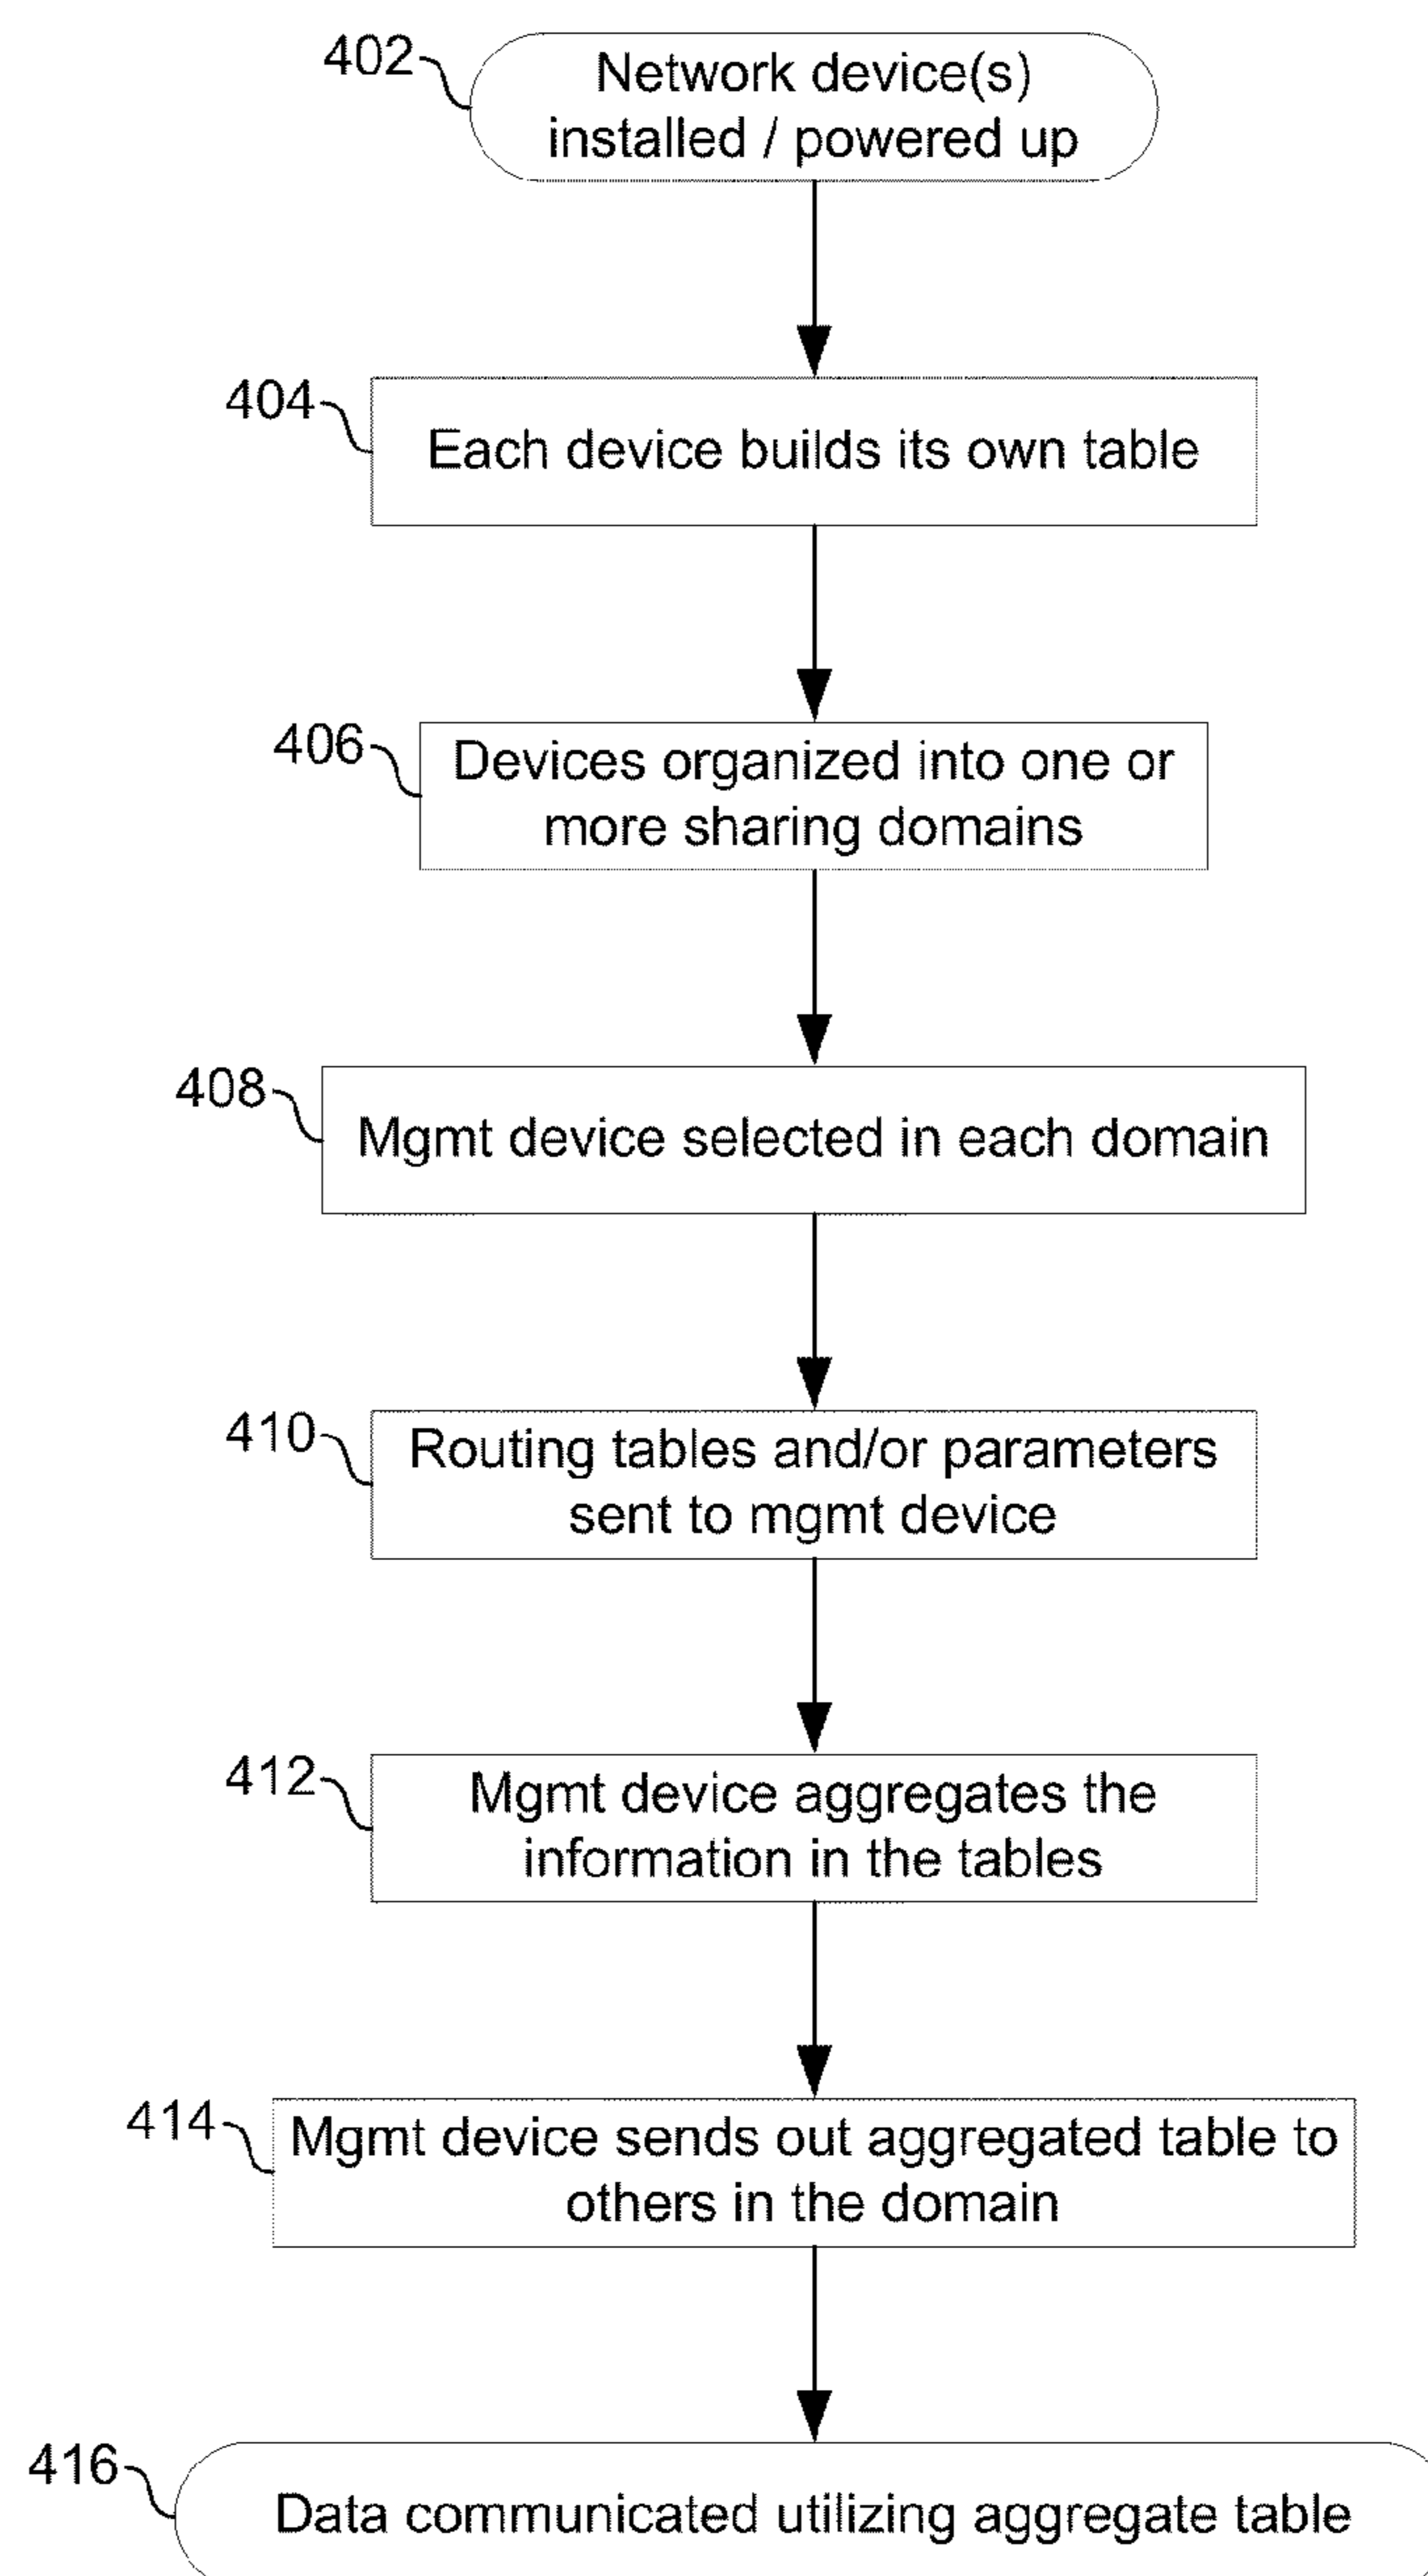 402
Network device(s)
installed / powered up
404
Each device builds its own table
406
Devices organized into one or
more sharing domains
408
Mgmt device selected in each domain
410
Routing tables and/or parameters
sent to mgmt device
412
Mgmt device aggregates the
information in the tables
414
Mgmt device sends out aggregated table to
others in the domain
416
Data communicated utilizing aggregate table